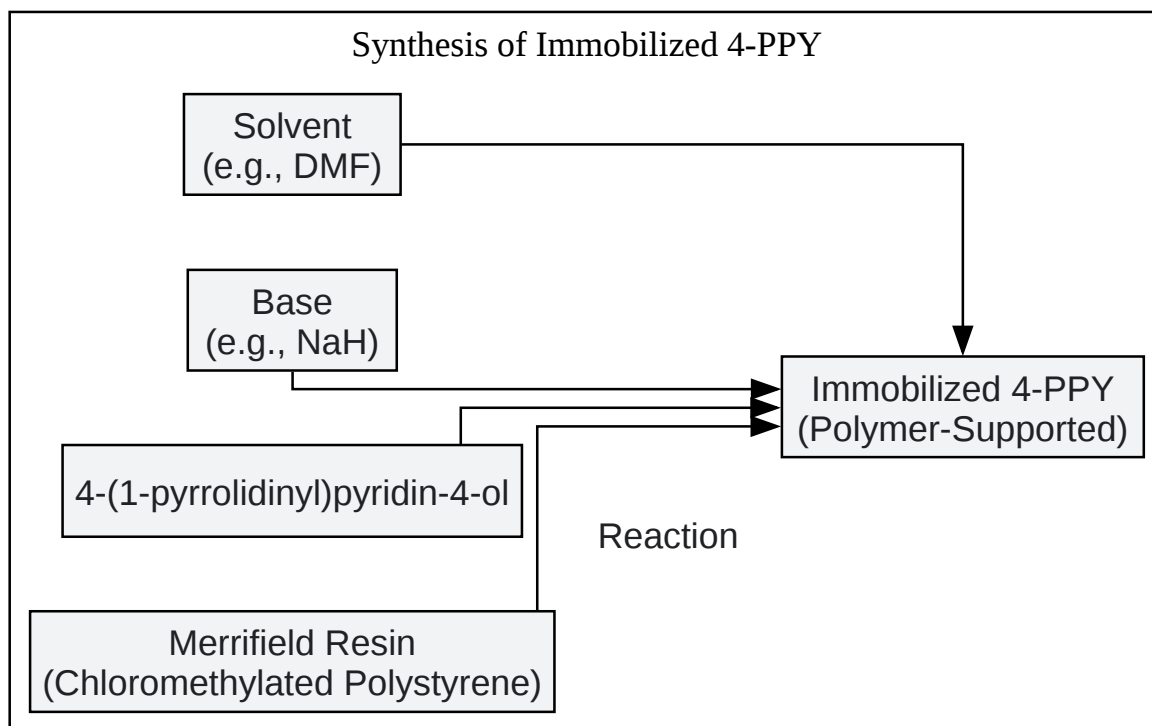 Synthesis of Immobilized 4-PPY
Solvent
(e.g., DMF)
Base
(e.g., NaH)
Immobilized 4-PPY
(Polymer-Supported)
4-(1-pyrrolidinyl)pyridin-4-ol
Reaction
Merrifield Resin
(Chloromethylated Polystyrene)